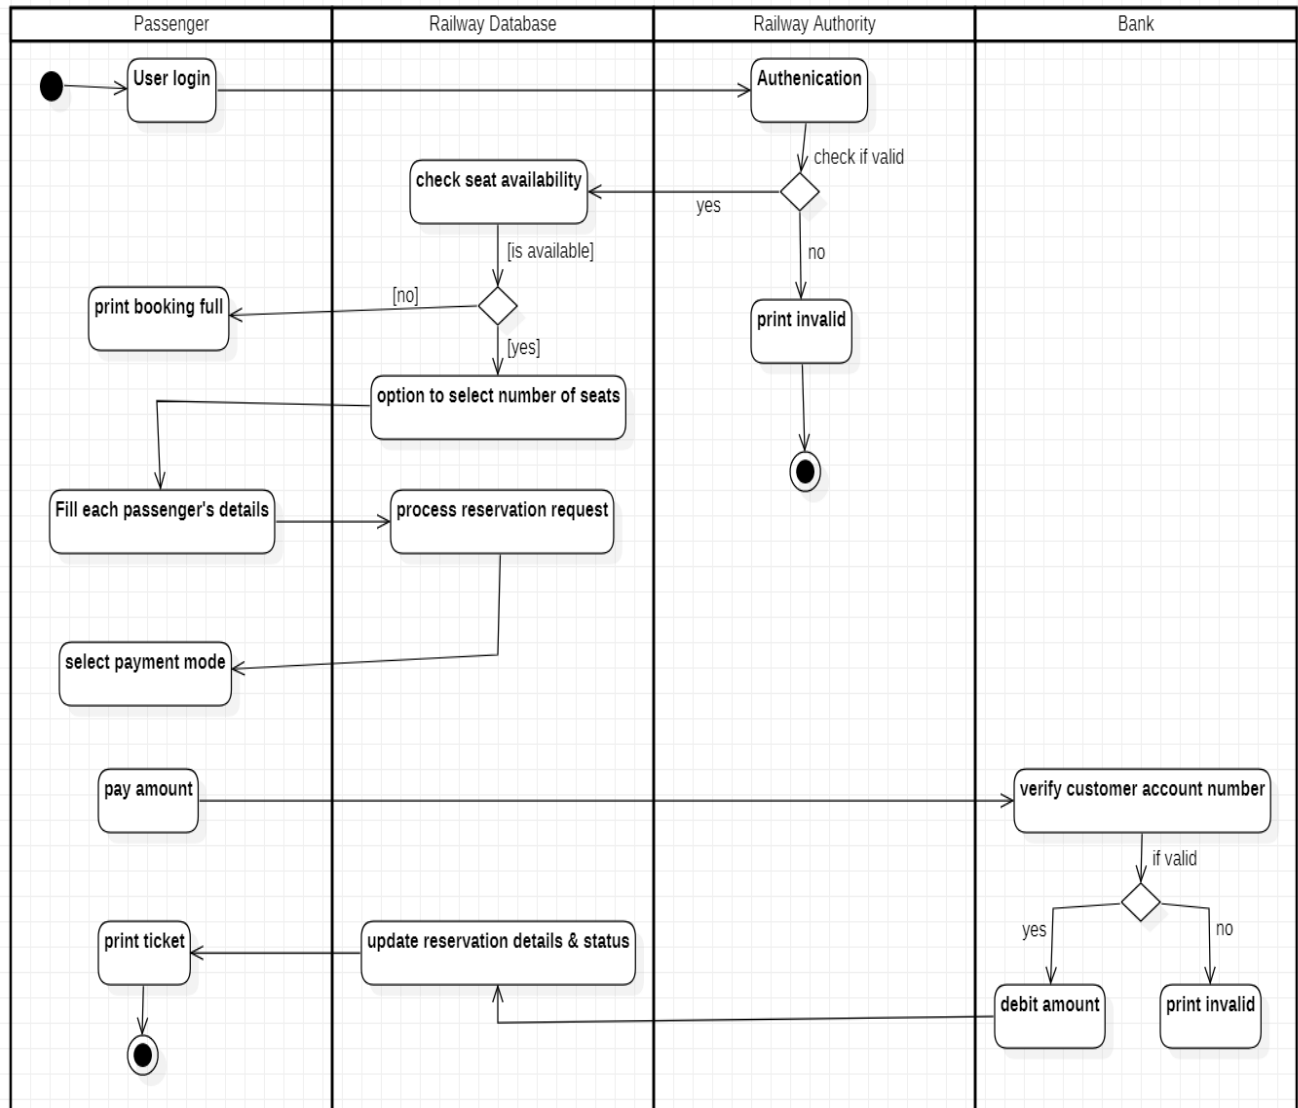 Passenger
Railway Database
Railway Authority
Bank
User login
Authenication
check if valid
check seat availability
yes
[is available]
no
[no]
print booking full
print invalid
[yes]
option to select number of seats
Fill each passenger's details
process reservation request
select payment mode
pay amount
verify customer account number
if valid
yes
no
print ticket
update reservation details & status
debit amount
print invalid